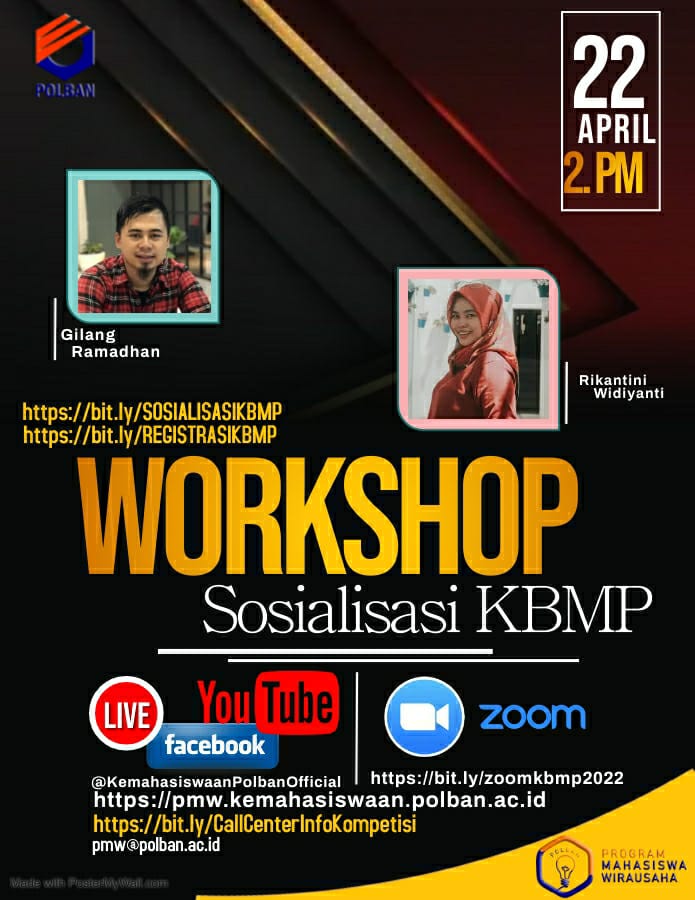 POLBAN
22
APRIL
2. PM
Gilang
Ramadhan
Rikantini
Widiyanti
https://bit.ly/SOSIALISASIKBMP
https://bit.ly/REGISTRASIKBMP
WORKSHOP
Sosialisasi KBMP
LIVE
YouTube
facebook
zoom
@KemahasiswaanPolbanOfficial
https://bit.ly/zoomkbmp2022
https://pmw.kemahasiswaan.polban.ac.id
https://bit.ly/CallCenterInfoKompetisi
pmw@polban.ac.id
POLBAN
PROGRAM
MAHASISWA
WIRAUSAHA
Made with PosterMyWall.com